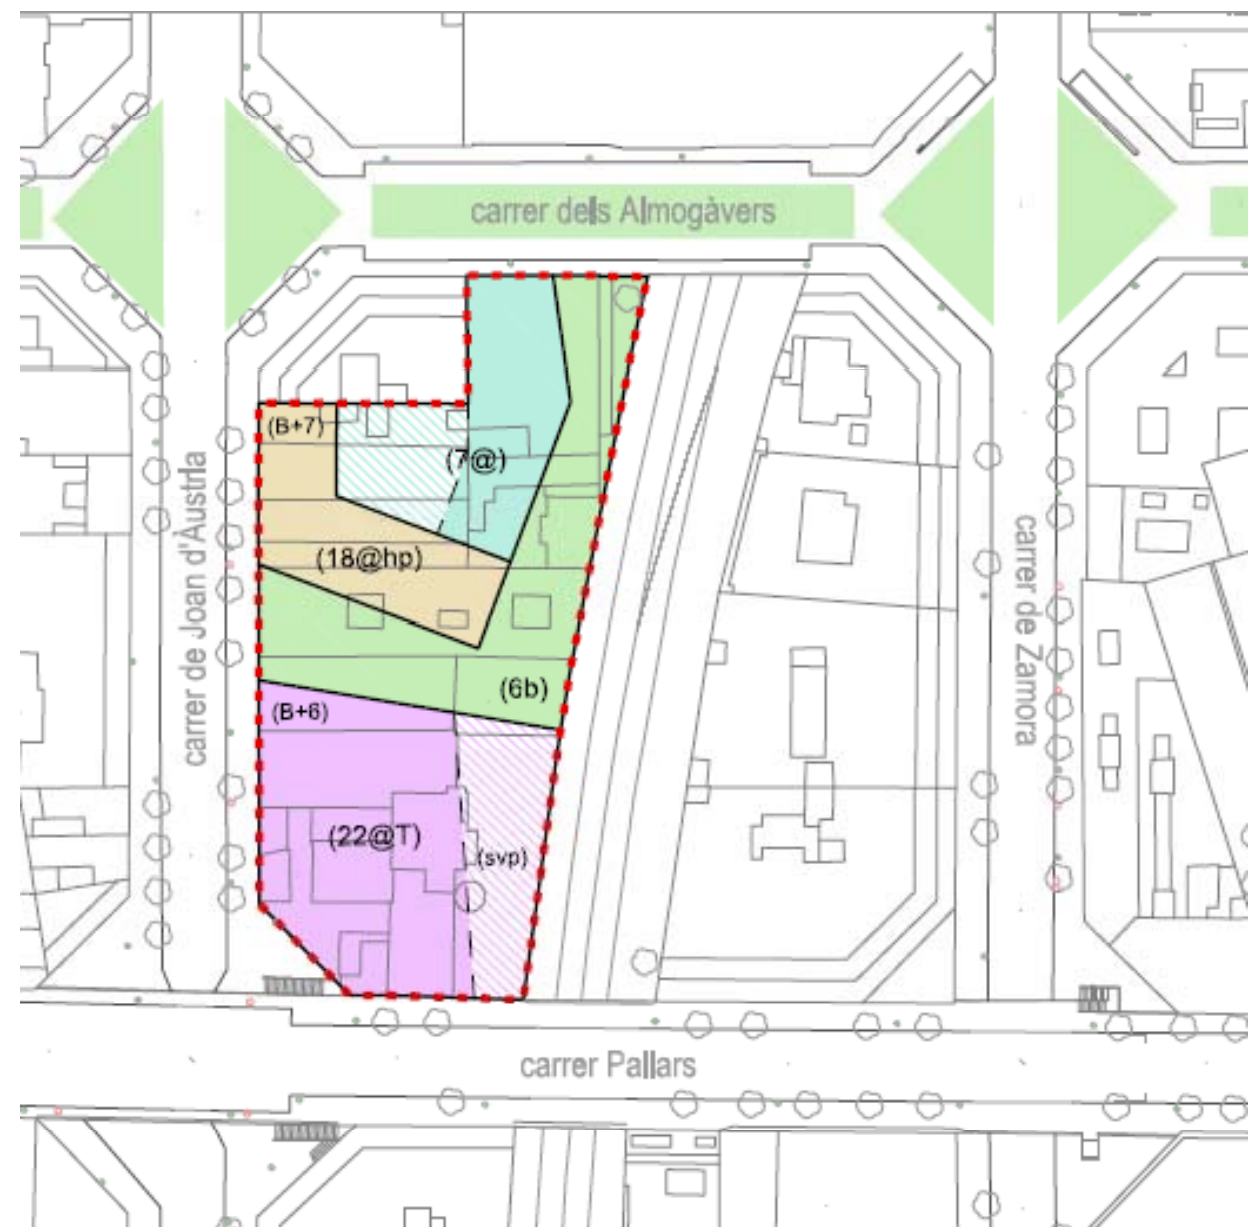 carrer dels Almogàvers
(B+7)
(7@)
carrer de Joan d'Àustria
(18@hp)
carrer de Zamora
(6b)
(B+6)
(22@T)
(svp)
carrer Pallars